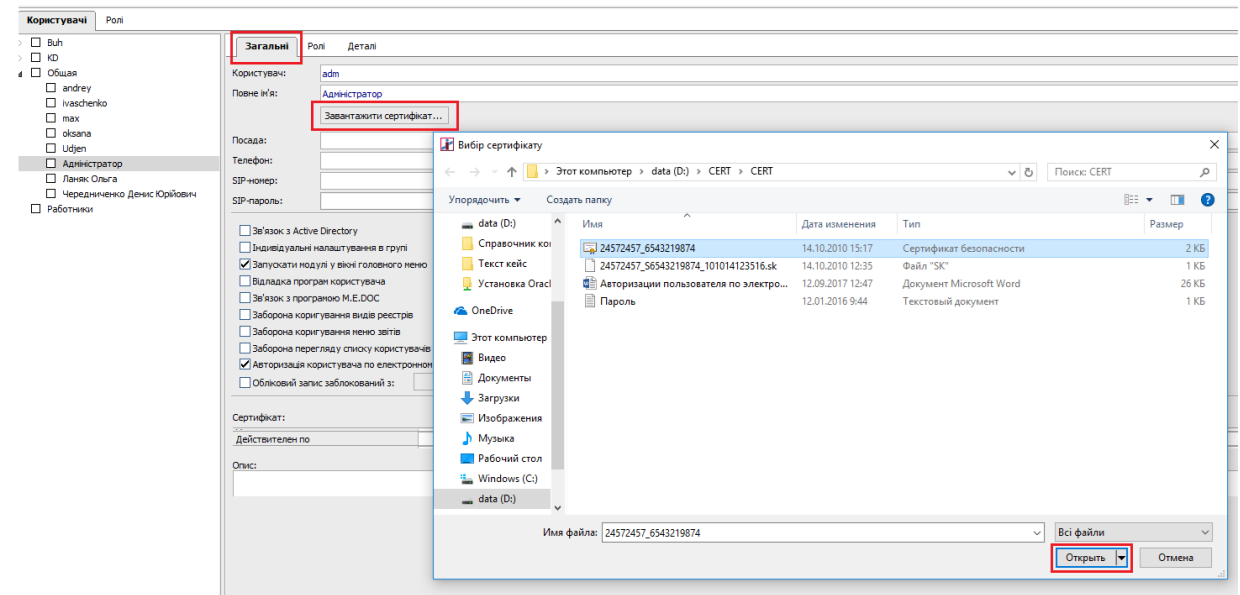 Користувачі Ролі
Buh
KD
Общая
andrey
ivaschenko
max
oksana
Udjen
Адміністратор
Ланяк Ольга
Чередниченко Денис Юрійович
Работники
Загальні Ролі Деталі
Користувач: adm
Повне ім'я: Адміністратор
Завантажити сертифікат...
Посада:
Телефон:
SIP-номер:
SIP-пароль:
Зв'язок з Active Directory
Індивідуальні налаштування в групі
Запускати модулі у вікні головного меню
Відладка програм користувача
Зв'язок з програмою M.E.DOC
Заборона коригування видів реєстрів
Заборона коригування меню звітів
Заборона перегляду списку користувачів
Авторизація користувача по електронном
Обліковий запис заблокований з:
Сертифікат:
Действителен по
Опис:
Вибір сертифікату
Этот компьютер > data (D:) > CERT > CERT
Поиск: CERT
Упорядочить Создать папку
data (D:)
Справочник кон
Текст кейс
Установка Oracl
OneDrive
Этот компьютер
Видео
Документы
Загрузки
Изображения
Музыка
Рабочий стол
Windows (C:)
data (D:)
Имя Дата изменения Тип Размер
24572457_6543219874 14.10.2010 15:17 Сертификат безопасности 2 КБ
24572457_S6543219874_101014123516.sk 14.10.2010 12:35 Файл "SK" 1 КБ
Авторизации пользователя по электро... 12.09.2017 12:47 Документ Microsoft Word 26 КБ
Пароль 12.01.2016 9:44 Текстовый документ 1 КБ
Имя файла: 24572457_6543219874
Всі файли
Открыть Отмена